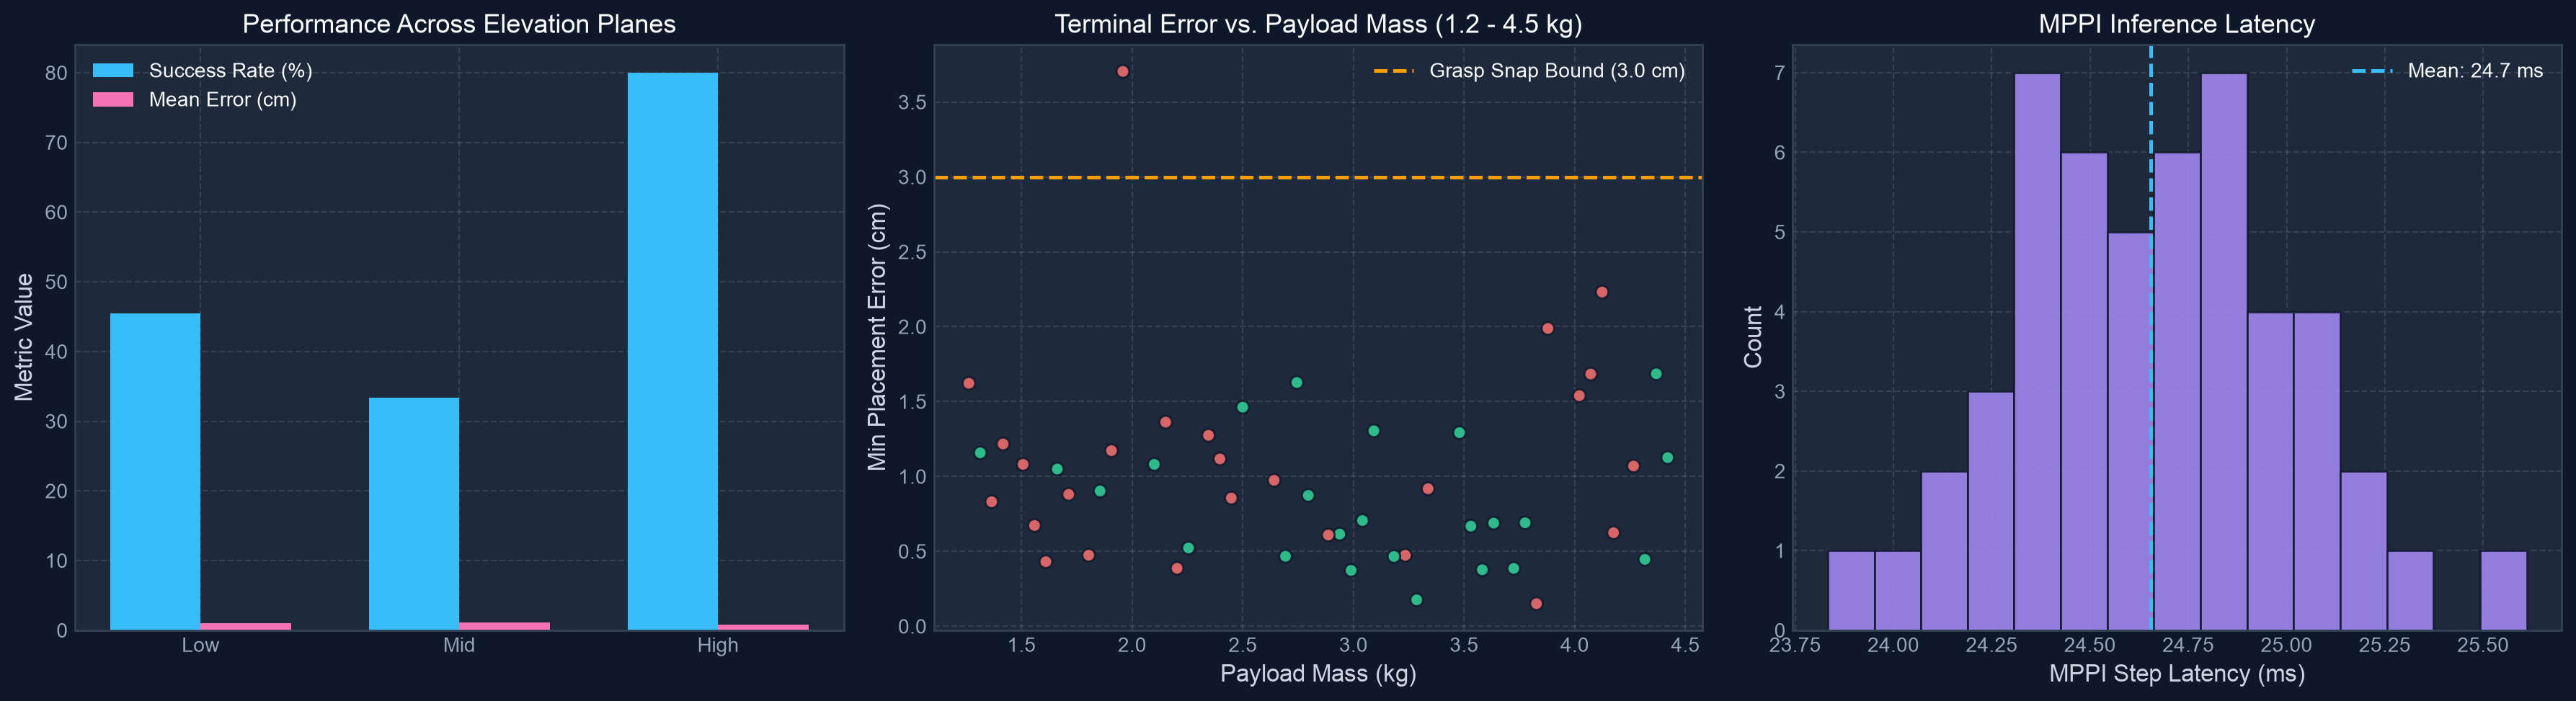 Performance Across Elevation Planes
Success Rate (%)
Mean Error (cm)
Metric Value
80
70
60
50
40
30
20
10
0
Low
Mid
High
Terminal Error vs. Payload Mass (1.2 - 4.5 kg)
Grasp Snap Bound (3.0 cm)
Min Placement Error (cm)
3.5
3.0
2.5
2.0
1.5
1.0
0.5
0.0
1.5
2.0
2.5
3.0
3.5
4.0
4.5
Payload Mass (kg)
MPPI Inference Latency
Mean: 24.7 ms
Count
7
6
5
4
3
2
1
0
23.75
24.00
24.25
24.50
24.75
25.00
25.25
25.50
MPPI Step Latency (ms)